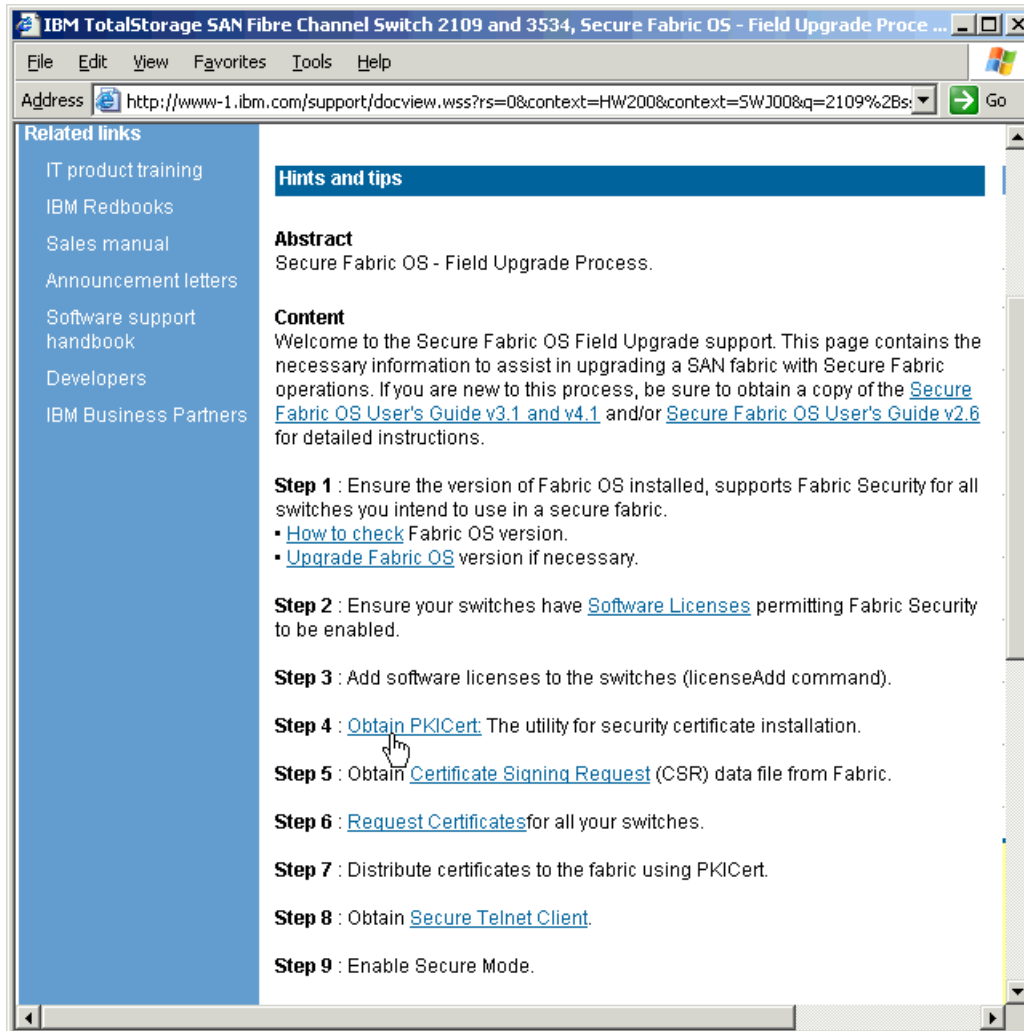 IBM TotalStorage SAN Fibre Channel Switch 2109 and 3534, Secure Fabric OS - Field Upgrade Proce ...
File Edit View Favorites Tools Help
Address http://www-1.ibm.com/support/docview.wss?rs=0&context=HW200&context=SWJ00&q=2109%2Bs: Go
Related links
IT product training
IBM Redbooks
Sales manual
Announcement letters
Software support
handbook
Developers
IBM Business Partners
Hints and tips
Abstract
Secure Fabric OS - Field Upgrade Process.
Content
Welcome to the Secure Fabric OS Field Upgrade support. This page contains the
necessary information to assist in upgrading a SAN fabric with Secure Fabric
operations. If you are new to this process, be sure to obtain a copy of the Secure
Fabric OS User's Guide v3.1 and v4.1 and/or Secure Fabric OS User's Guide v2.6
for detailed instructions.
Step 1 : Ensure the version of Fabric OS installed, supports Fabric Security for all
switches you intend to use in a secure fabric.
▪ How to check Fabric OS version.
▪ Upgrade Fabric OS version if necessary.
Step 2 : Ensure your switches have Software Licenses permitting Fabric Security
to be enabled.
Step 3 : Add software licenses to the switches (licenseAdd command).
Step 4 : Obtain PKICert: The utility for security certificate installation.
Step 5 : Obtain Certificate Signing Request (CSR) data file from Fabric.
Step 6 : Request Certificatesfor all your switches.
Step 7 : Distribute certificates to the fabric using PKICert.
Step 8 : Obtain Secure Telnet Client.
Step 9 : Enable Secure Mode.